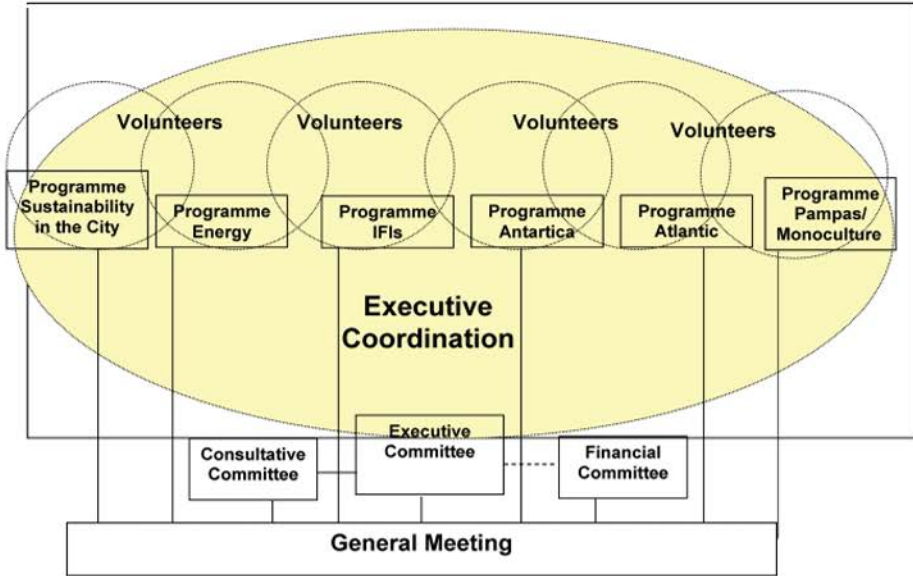 Volunteers
Volunteers
Volunteers
Volunteers
Programme
Sustainability
in the City
Programme
Energy
Programme
IFIs
Programme
Antartica
Programme
Atlantic
Programme
Pampas/
Monoculture
Executive
Coordination
Consultative
Committee
Executive
Committee
Financial
Committee
General Meeting